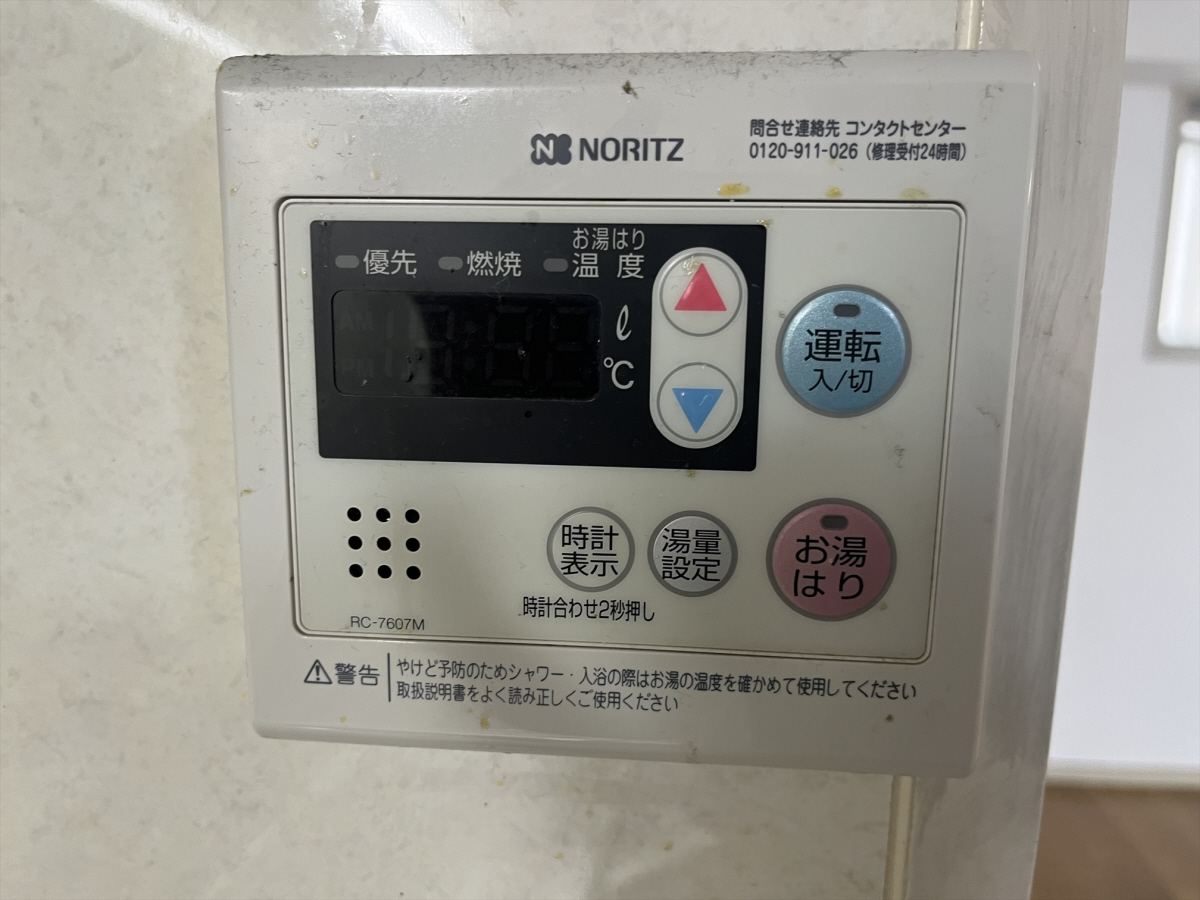 NORITZ
問合せ連絡先 コンタクトセンター
0120-911-026 (修理受付24時間)
優先
燃焼
お湯はり
温度
AM
PM
ℓ
℃
運転
入/切
時計
表示
湯量
設定
お湯
はり
時計合わせ2秒押し
RC-7607M
警告
やけど予防のためシャワー・入浴の際はお湯の温度を確かめて使用してください
取扱説明書をよく読み正しくご使用ください